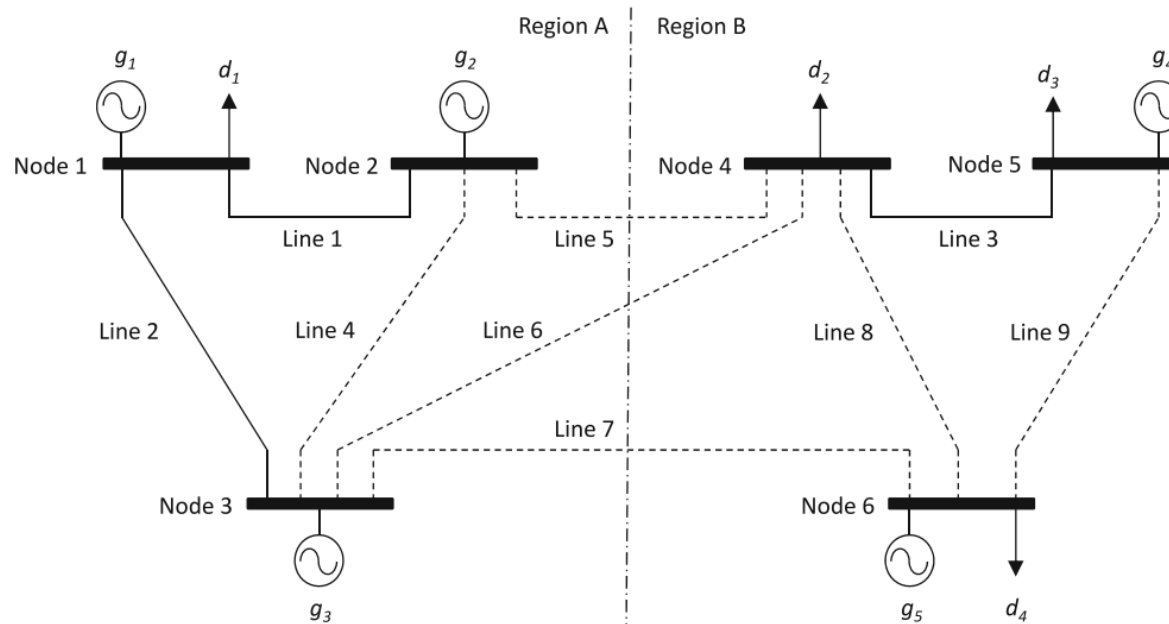 Region A
Region B
g1
d1
g2
d2
d3
g4
Node 1
Node 2
Node 4
Node 5
Line 1
Line 5
Line 3
Line 2
Line 4
Line 6
Line 8
Line 9
Line 7
Node 3
Node 6
g3
g5
d4